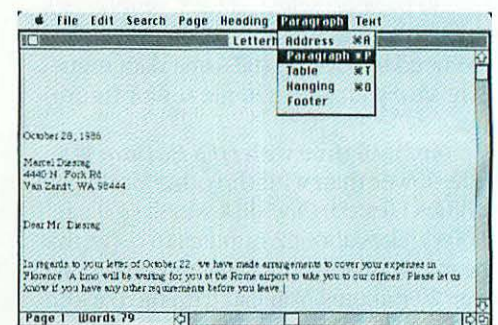 File Edit Search Page Heading Paragraph Text
Letterh
Address ⌘A
Paragraph ⌘P
Table ⌘T
Hanging
Footer
October 28, 1986
Marcel Diesrag
4440 N. Fork Rd
Van Zandt, WA 98444
Dear Mr. Diesrag
In regards to your letter of October 22, we have made arrangements to cover your expenses in
Florence. A limo will be waiting for you at the Rome airport to take you to our offices. Please let us
know if you have any other requirements before you leave.
Page 1 Words 79